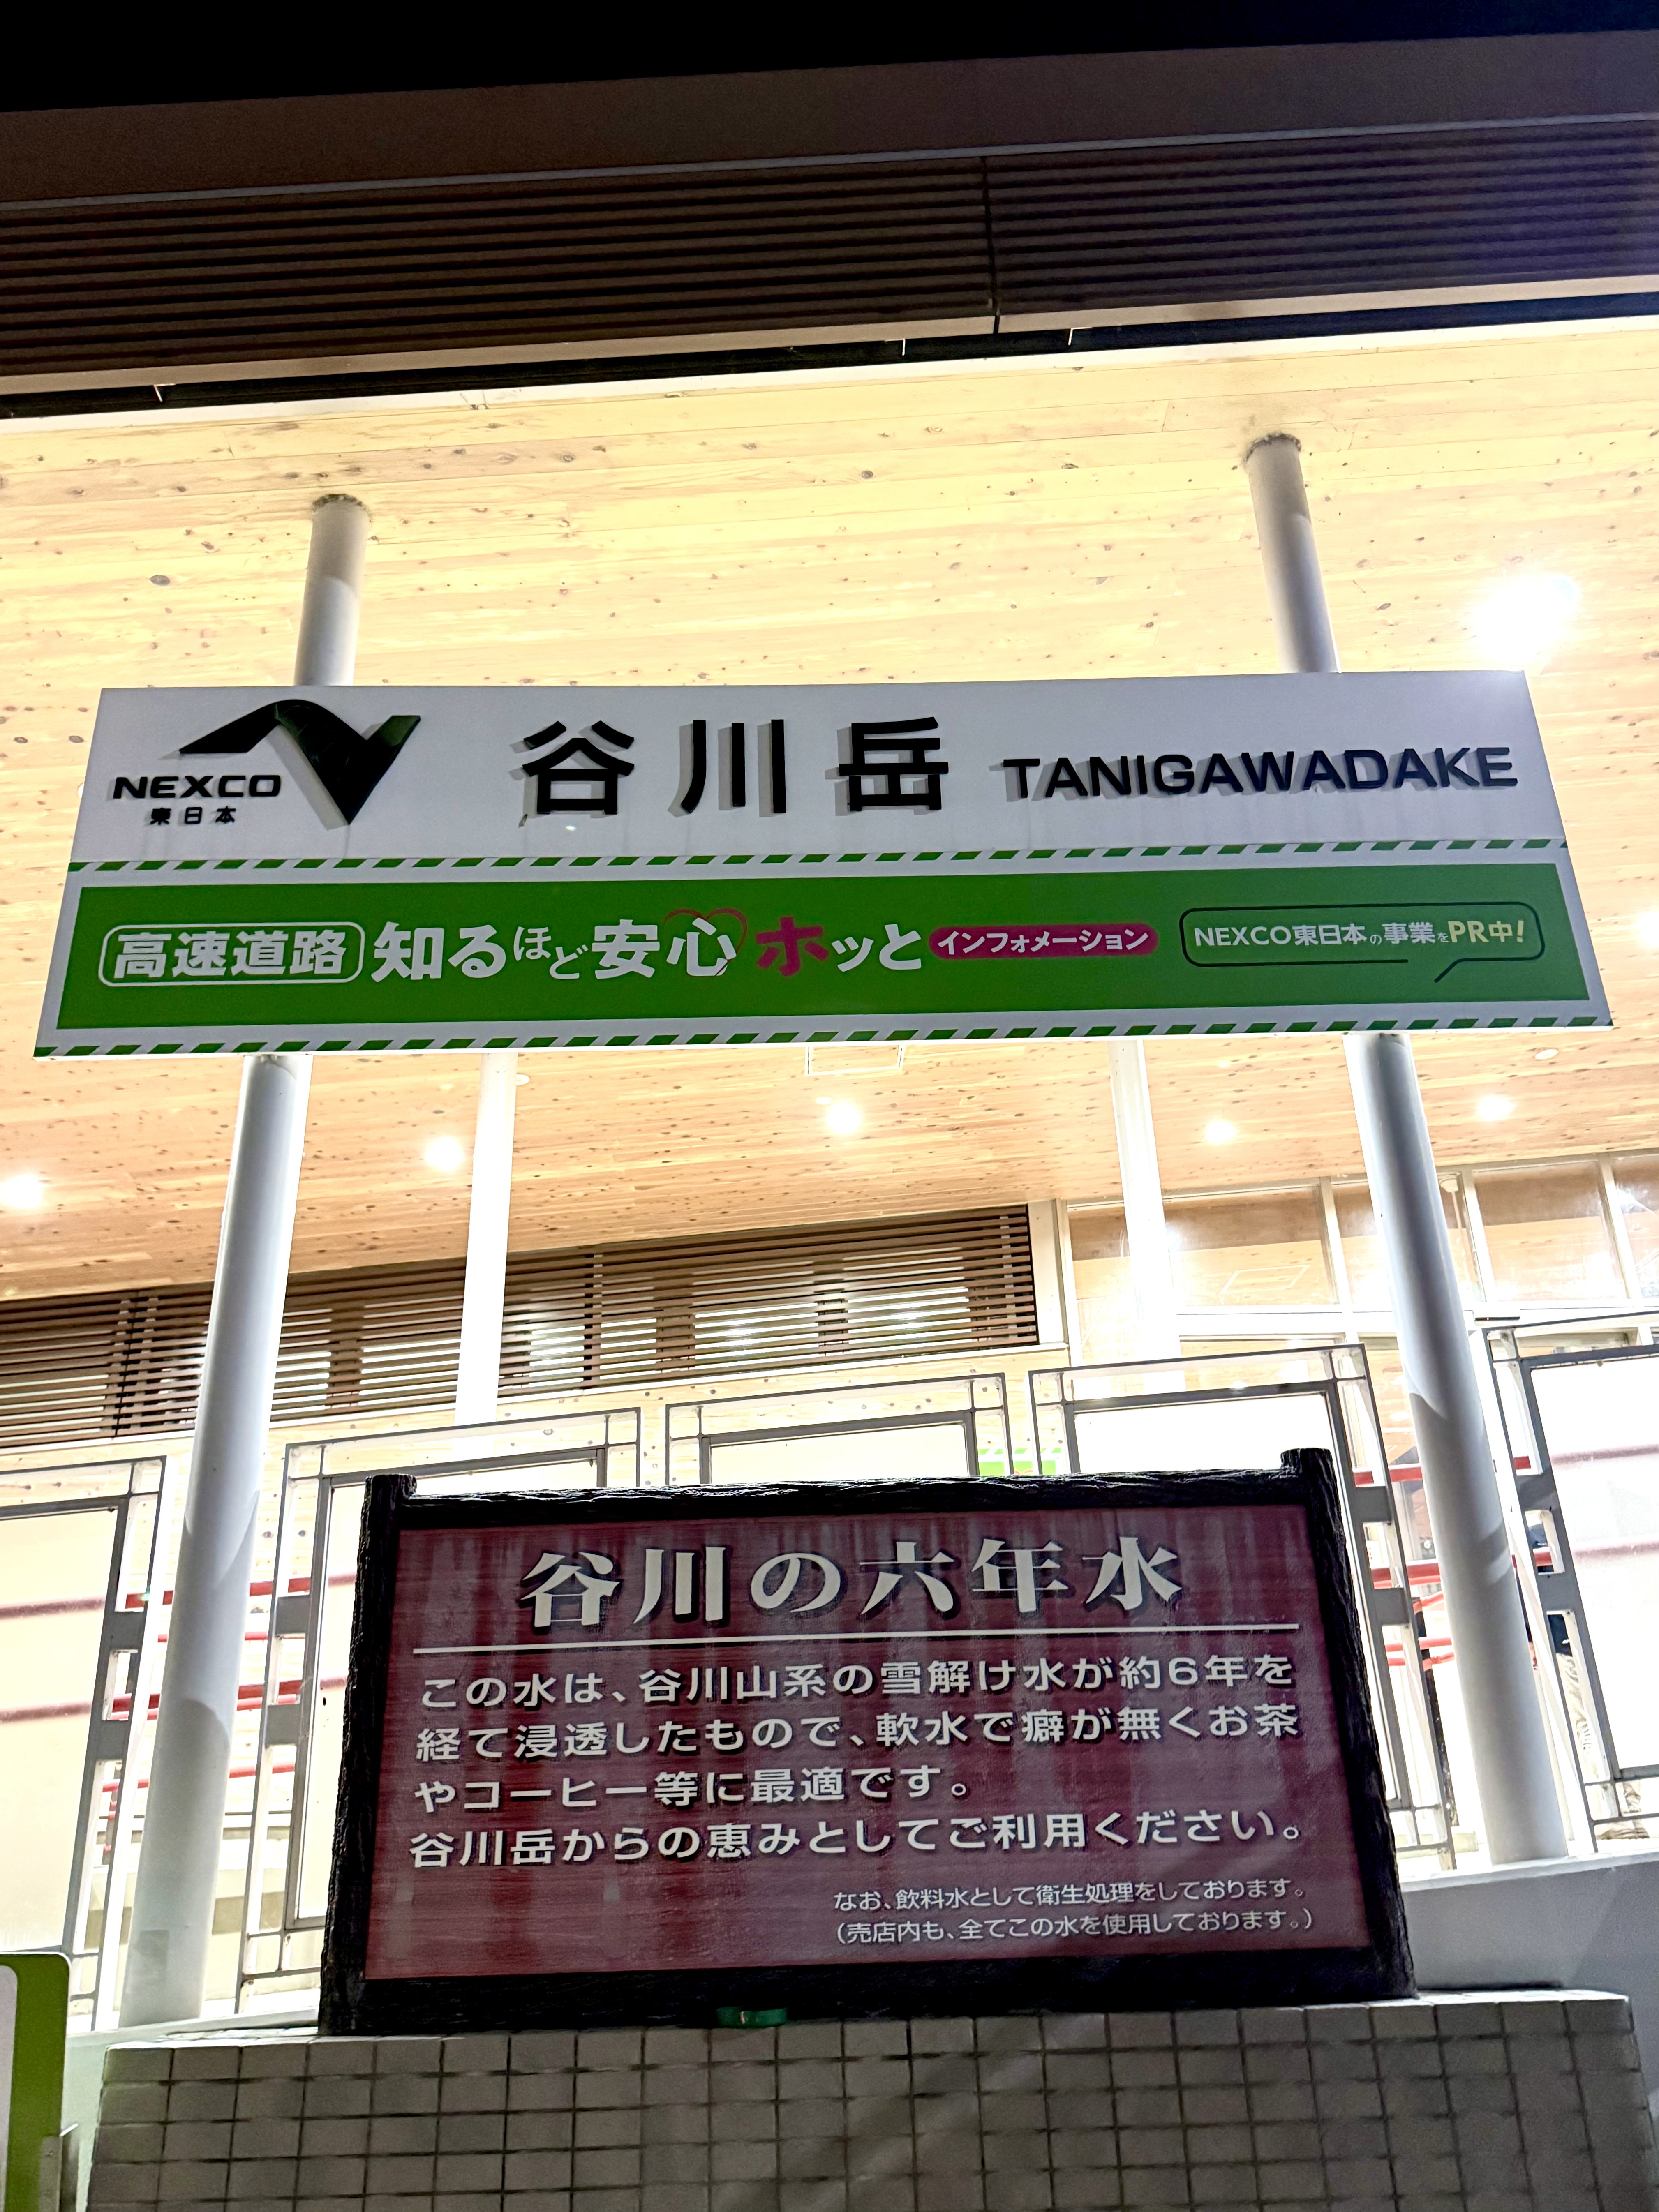 NEXCO
東日本
谷川岳 TANIGAWADAKE
高速道路 知るほど安心 ホッと インフォメーション NEXCO東日本の事業をPR中!
谷川の六年水
この水は、谷川山系の雪解け水が約6年を
経て浸透したもので、軟水で癖が無くお茶
やコーヒー等に最適です。
谷川岳からの恵みとしてご利用ください。
なお、飲料水として衛生処理をしております。
(売店内も、全てこの水を使用しております。)